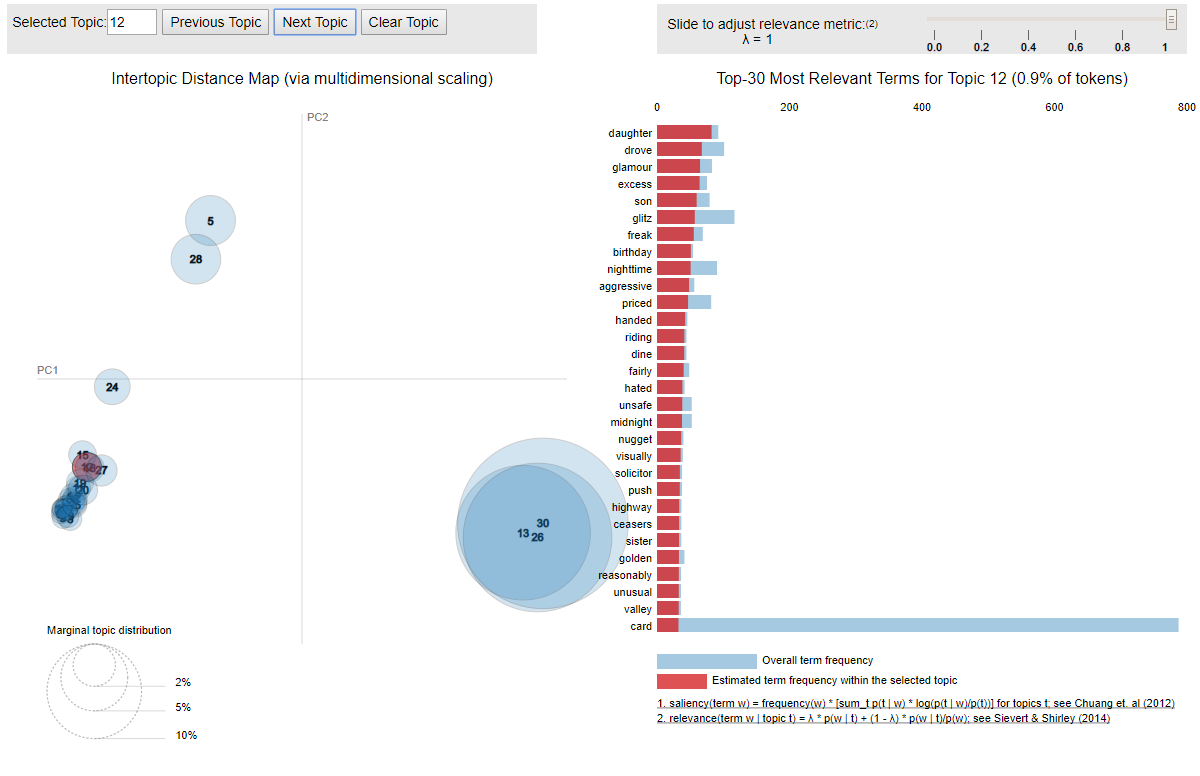 Selected Topic: 12 Previous Topic Next Topic Clear Topic
Slide to adjust relevance metric:(2)
λ = 1
0.0 0.2 0.4 0.6 0.8 1
Intertopic Distance Map (via multidimensional scaling)
PC2
PC1
5
28
24
15
27
20
30
13 26
Marginal topic distribution
2%
5%
10%
Top-30 Most Relevant Terms for Topic 12 (0.9% of tokens)
0 200 400 600 800
daughter
drove
glamour
excess
son
glitz
freak
birthday
nighttime
aggressive
priced
handed
riding
dine
fairly
hated
unsafe
midnight
nugget
visually
solicitor
push
highway
ceasers
sister
golden
reasonably
unusual
valley
card
Overall term frequency
Estimated term frequency within the selected topic
1. saliency(term w) = frequency(w) * [sum_t p(t | w) * log(p(t | w)/p(t))] for topics t; see Chuang et. al (2012)
2. relevance(term w | topic t) = λ * p(w | t) + (1 - λ) * p(w | t)/p(w); see Sievert & Shirley (2014)